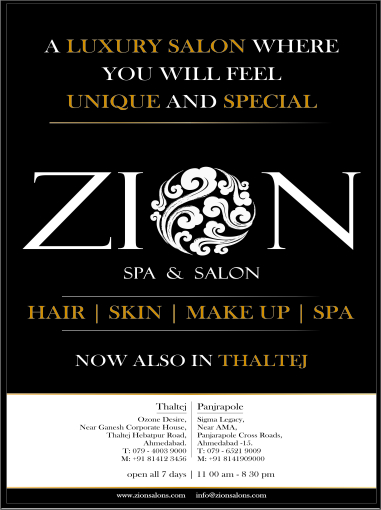 A LUXURY SALON WHERE
YOU WILL FEEL
UNIQUE AND SPECIAL
ZION
SPA & SALON
HAIR | SKIN | MAKE UP | SPA
NOW ALSO IN THALTEJ
Thaltej
Ozone Desire,
Near Ganesh Corporate House,
Thaltej Hebatpur Road,
Ahmedabad.
T: 079 - 4003 9000
M: +91 81412 3456
Panjrapole
Sigma Legacy,
Near AMA,
Panjarapole Cross Roads,
Ahmedabad -15.
T: 079 - 6521 9009
M: +91 8141909000
open all 7 days | 11 00 am - 8 30 pm
www.zionsalons.com info@zionsalons.com